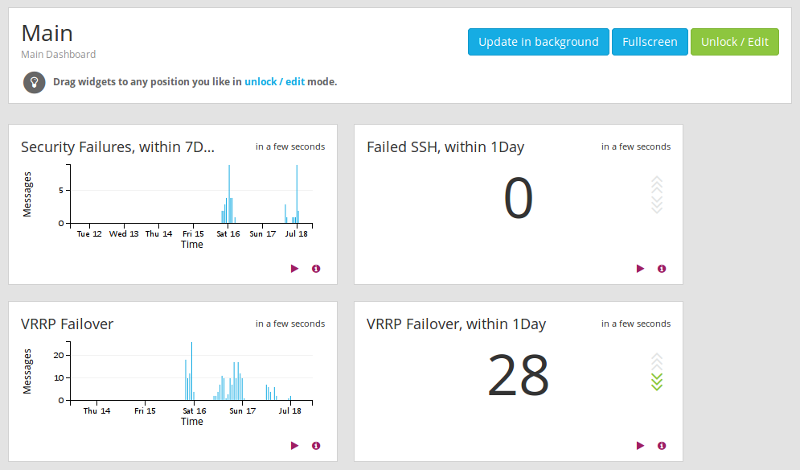 Main
Main Dashboard
Update in background
Fullscreen
Unlock / Edit
Drag widgets to any position you like in unlock / edit mode.
Security Failures, within 7D...
in a few seconds
Messages
5
0
Tue 12 Wed 13 Thu 14 Fri 15 Sat 16 Sun 17 Jul 18
Time
Failed SSH, within 1Day
in a few seconds
0
VRRP Failover
in a few seconds
Messages
20
10
0
Thu 14 Fri 15 Sat 16 Sun 17 Jul 18
Time
VRRP Failover, within 1Day
in a few seconds
28